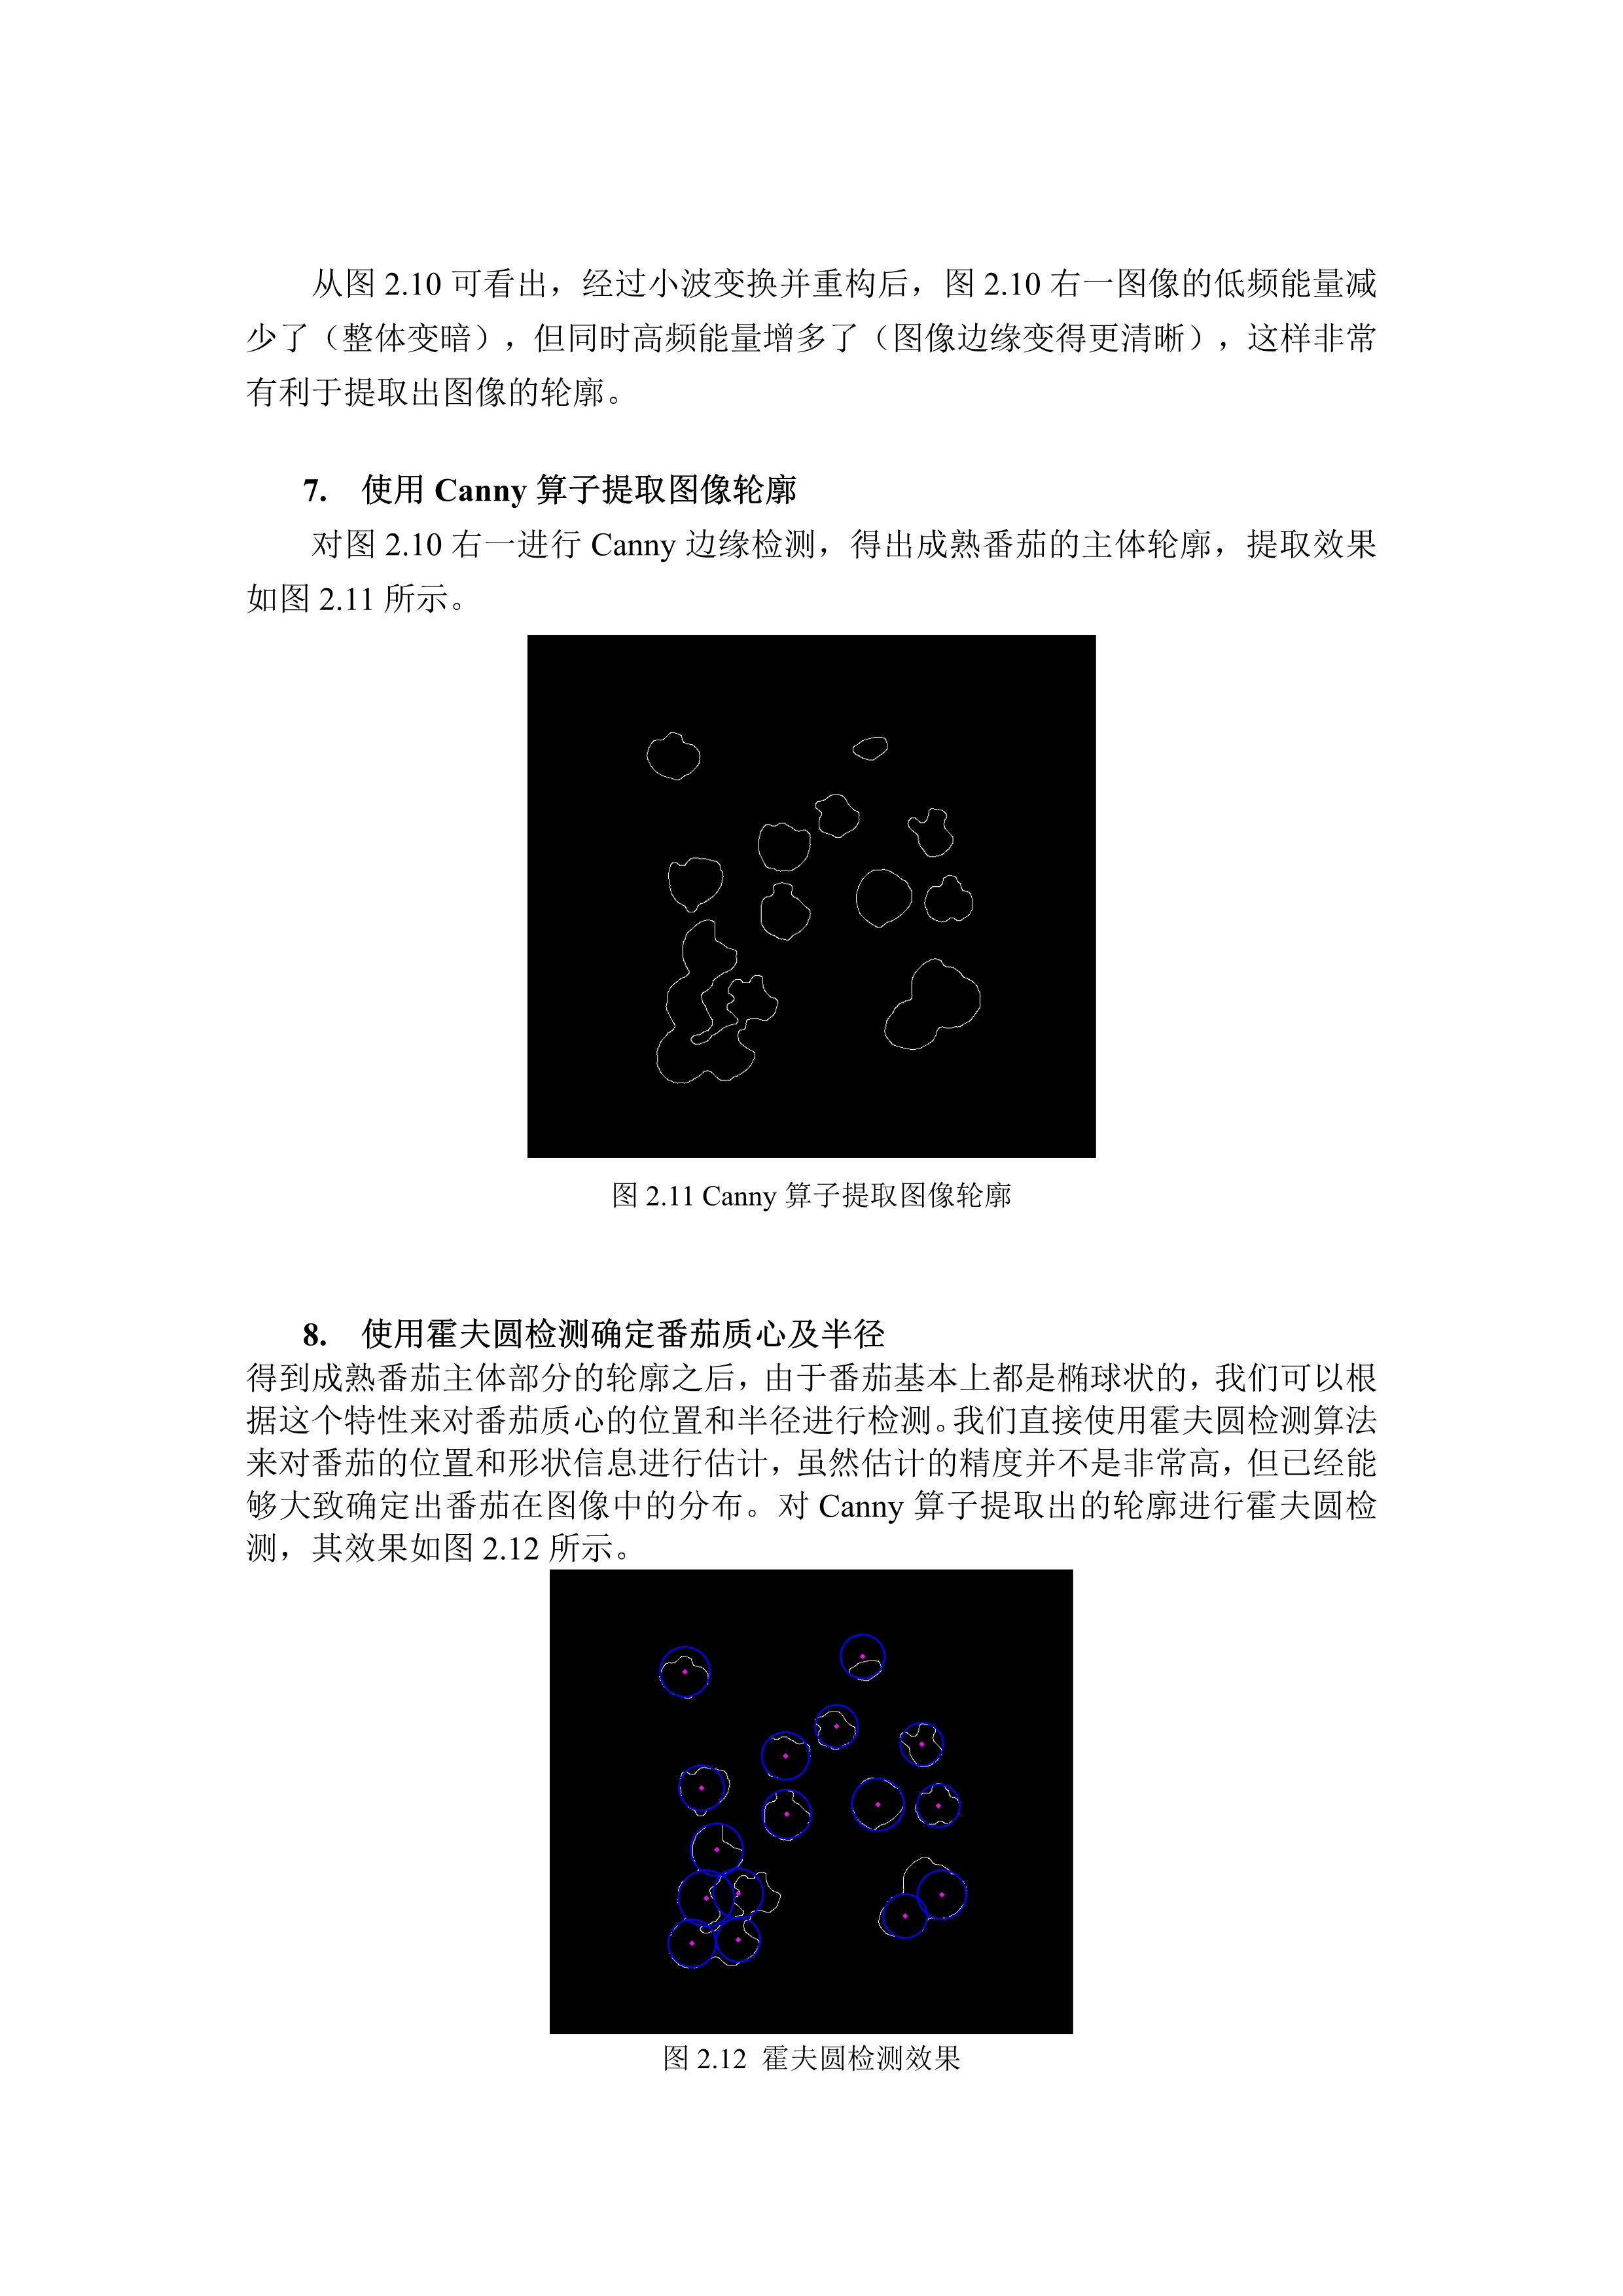 从图 2.10 可看出，经过小波变换并重构后，图 2.10 右一图像的低频能量减
少了（整体变暗），但同时高频能量增多了（图像边缘变得更清晰），这样非常
有利于提取出图像的轮廓。
7. 使用 Canny 算子提取图像轮廓
对图 2.10 右一进行 Canny 边缘检测，得出成熟番茄的主体轮廓，提取效果
如图 2.11 所示。
图 2.11 Canny 算子提取图像轮廓
8. 使用霍夫圆检测确定番茄质心及半径
得到成熟番茄主体部分的轮廓之后，由于番茄基本上都是椭球状的，我们可以根
据这个特性来对番茄质心的位置和半径进行检测。我们直接使用霍夫圆检测算法
来对番茄的位置和形状信息进行估计，虽然估计的精度并不是非常高，但已经能
够大致确定出番茄在图像中的分布。对 Canny 算子提取出的轮廓进行霍夫圆检
测，其效果如图 2.12 所示。
图 2.12 霍夫圆检测效果